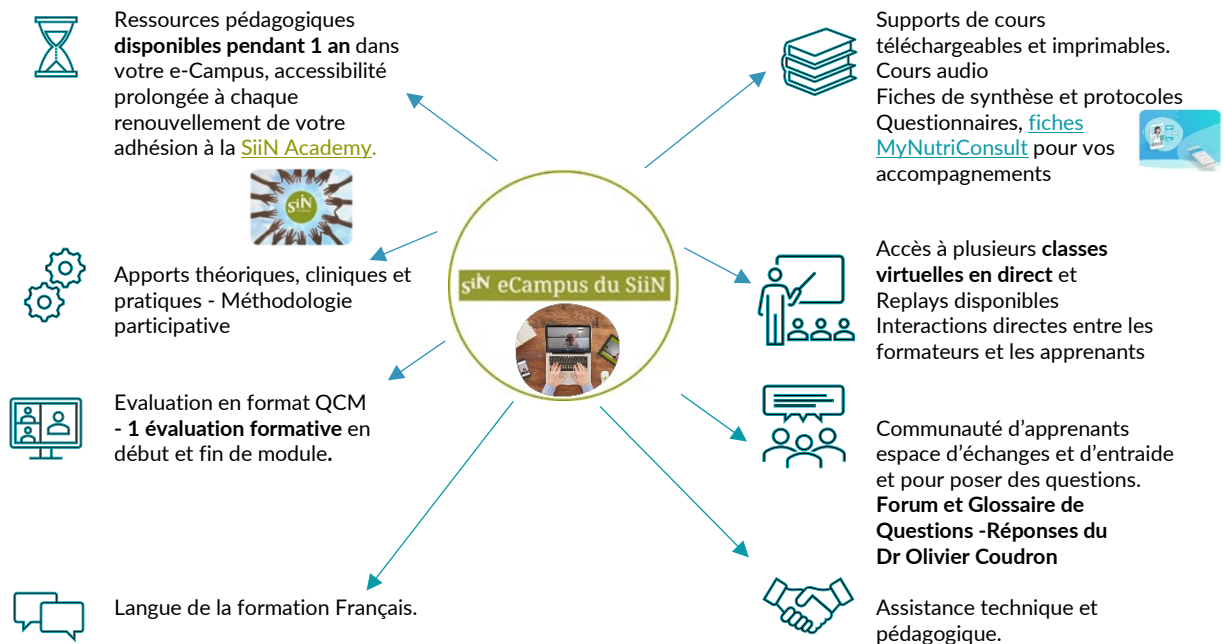 Ressources pédagogiques
disponibles pendant 1 an dans
votre e-Campus, accessibilité
prolongée à chaque
renouvellement de votre
adhésion à la SiiN Academy.
SiiN
Apports théoriques, cliniques et
pratiques - Méthodologie
participative
Evaluation en format QCM
- 1 évaluation formative en
début et fin de module.
Langue de la formation Français.
SiiN eCampus du SiiN
Supports de cours
téléchargeables et imprimables.
Cours audio
Fiches de synthèse et protocoles
Questionnaires, fiches
MyNutriConsult pour vos
accompagnements
Accès à plusieurs classes
virtuelles en direct et
Replays disponibles
Interactions directes entre les
formateurs et les apprenants
Communauté d’apprenants
espace d’échanges et d’entraide
et pour poser des questions.
Forum et Glossaire de
Questions -Réponses du
Dr Olivier Coudron
Assistance technique et
pédagogique.